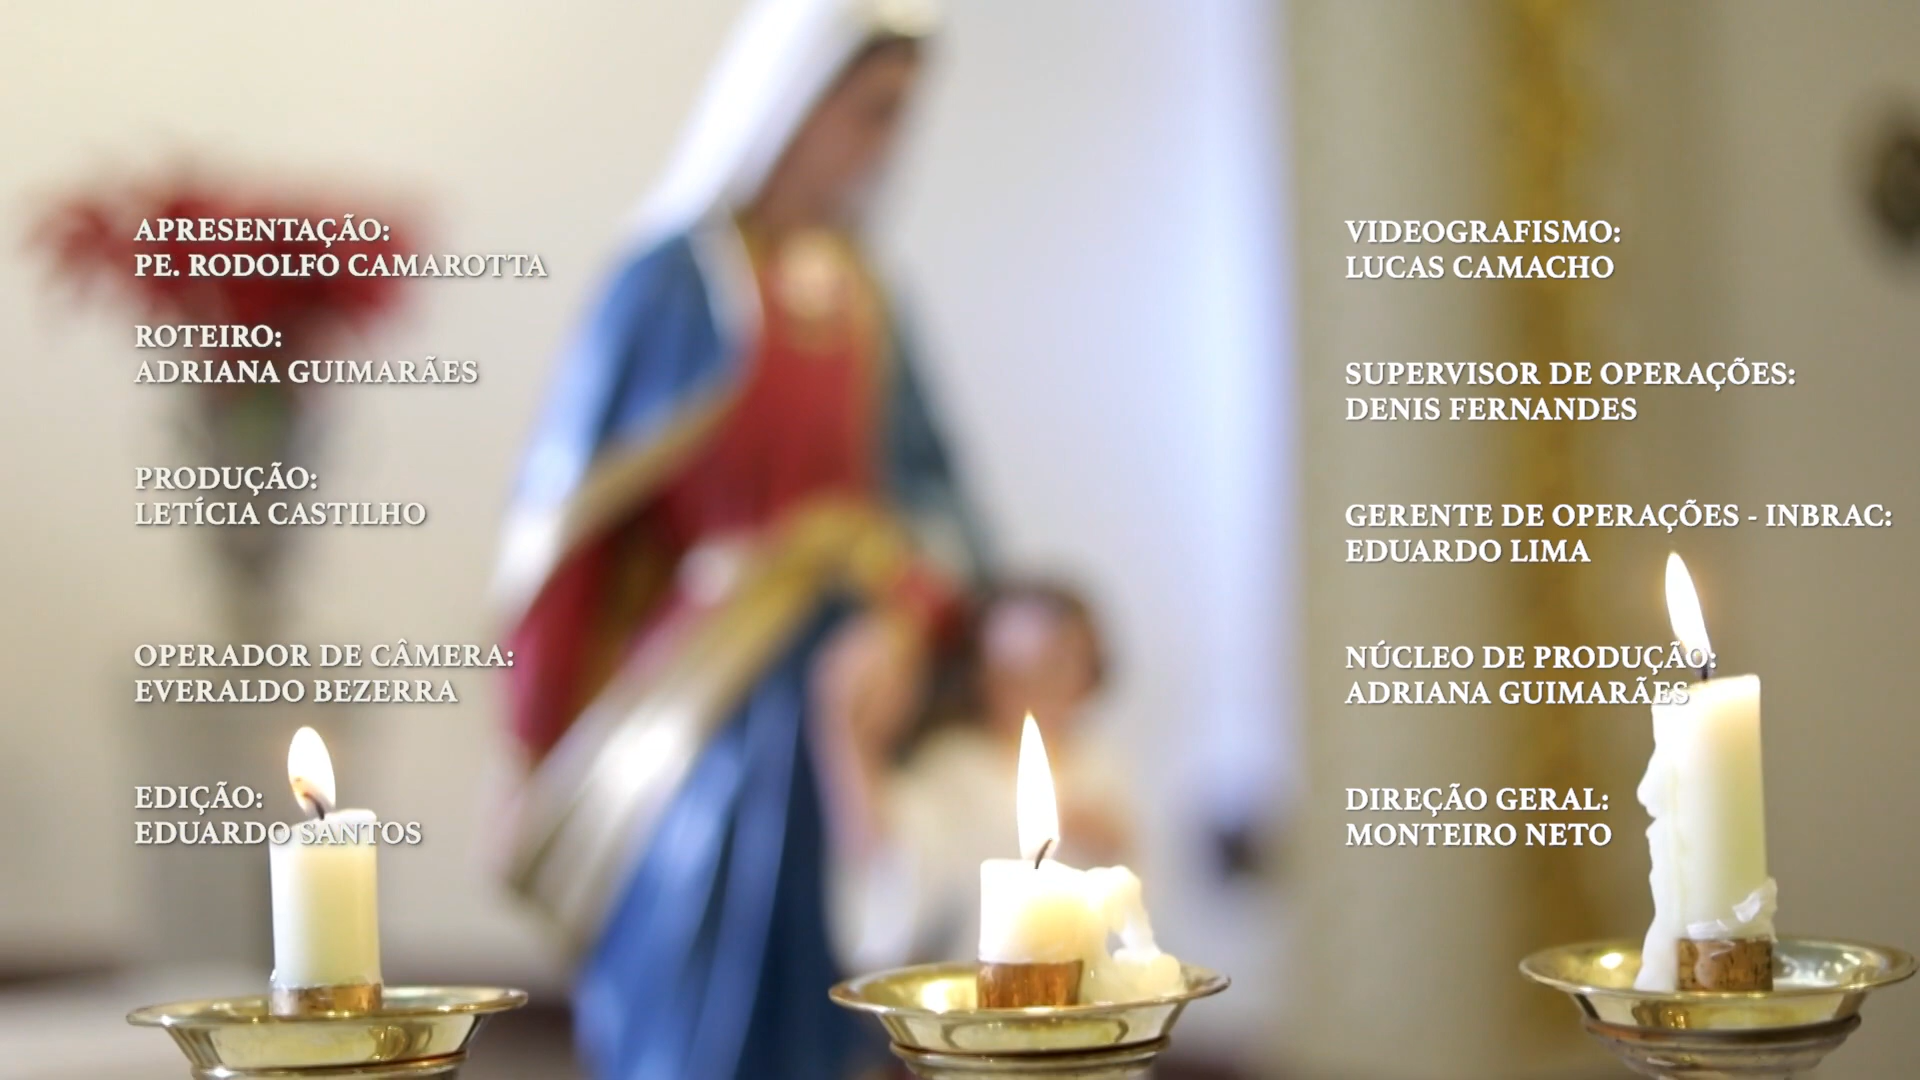 APRESENTAÇÃO:
PE. RODOLFO CAMAROTTA
ROTEIRO:
ADRIANA GUIMARÃES
PRODUÇÃO:
LETÍCIA CASTILHO
OPERADOR DE CÂMERA:
EVERALDO BEZERRA
EDIÇÃO:
EDUARDO SANTOS
VIDEOGRAFISMO:
LUCAS CAMACHO
SUPERVISOR DE OPERAÇÕES:
DENIS FERNANDES
GERENTE DE OPERAÇÕES - INBRAC:
EDUARDO LIMA
NÚCLEO DE PRODUÇÃO:
ADRIANA GUIMARÃES
DIREÇÃO GERAL:
MONTEIRO NETO